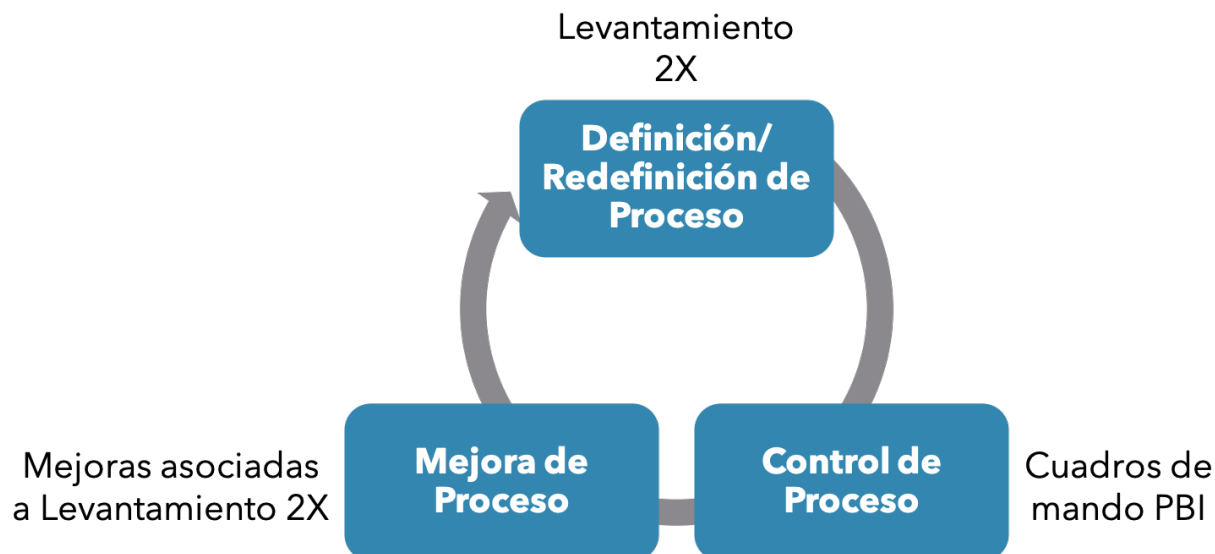 Levantamiento
2X
Definición/
Redefinición de
Proceso
Mejoras asociadas
a Levantamiento 2X
Mejora de
Proceso
Control de
Proceso
Cuadros de
mando PBI